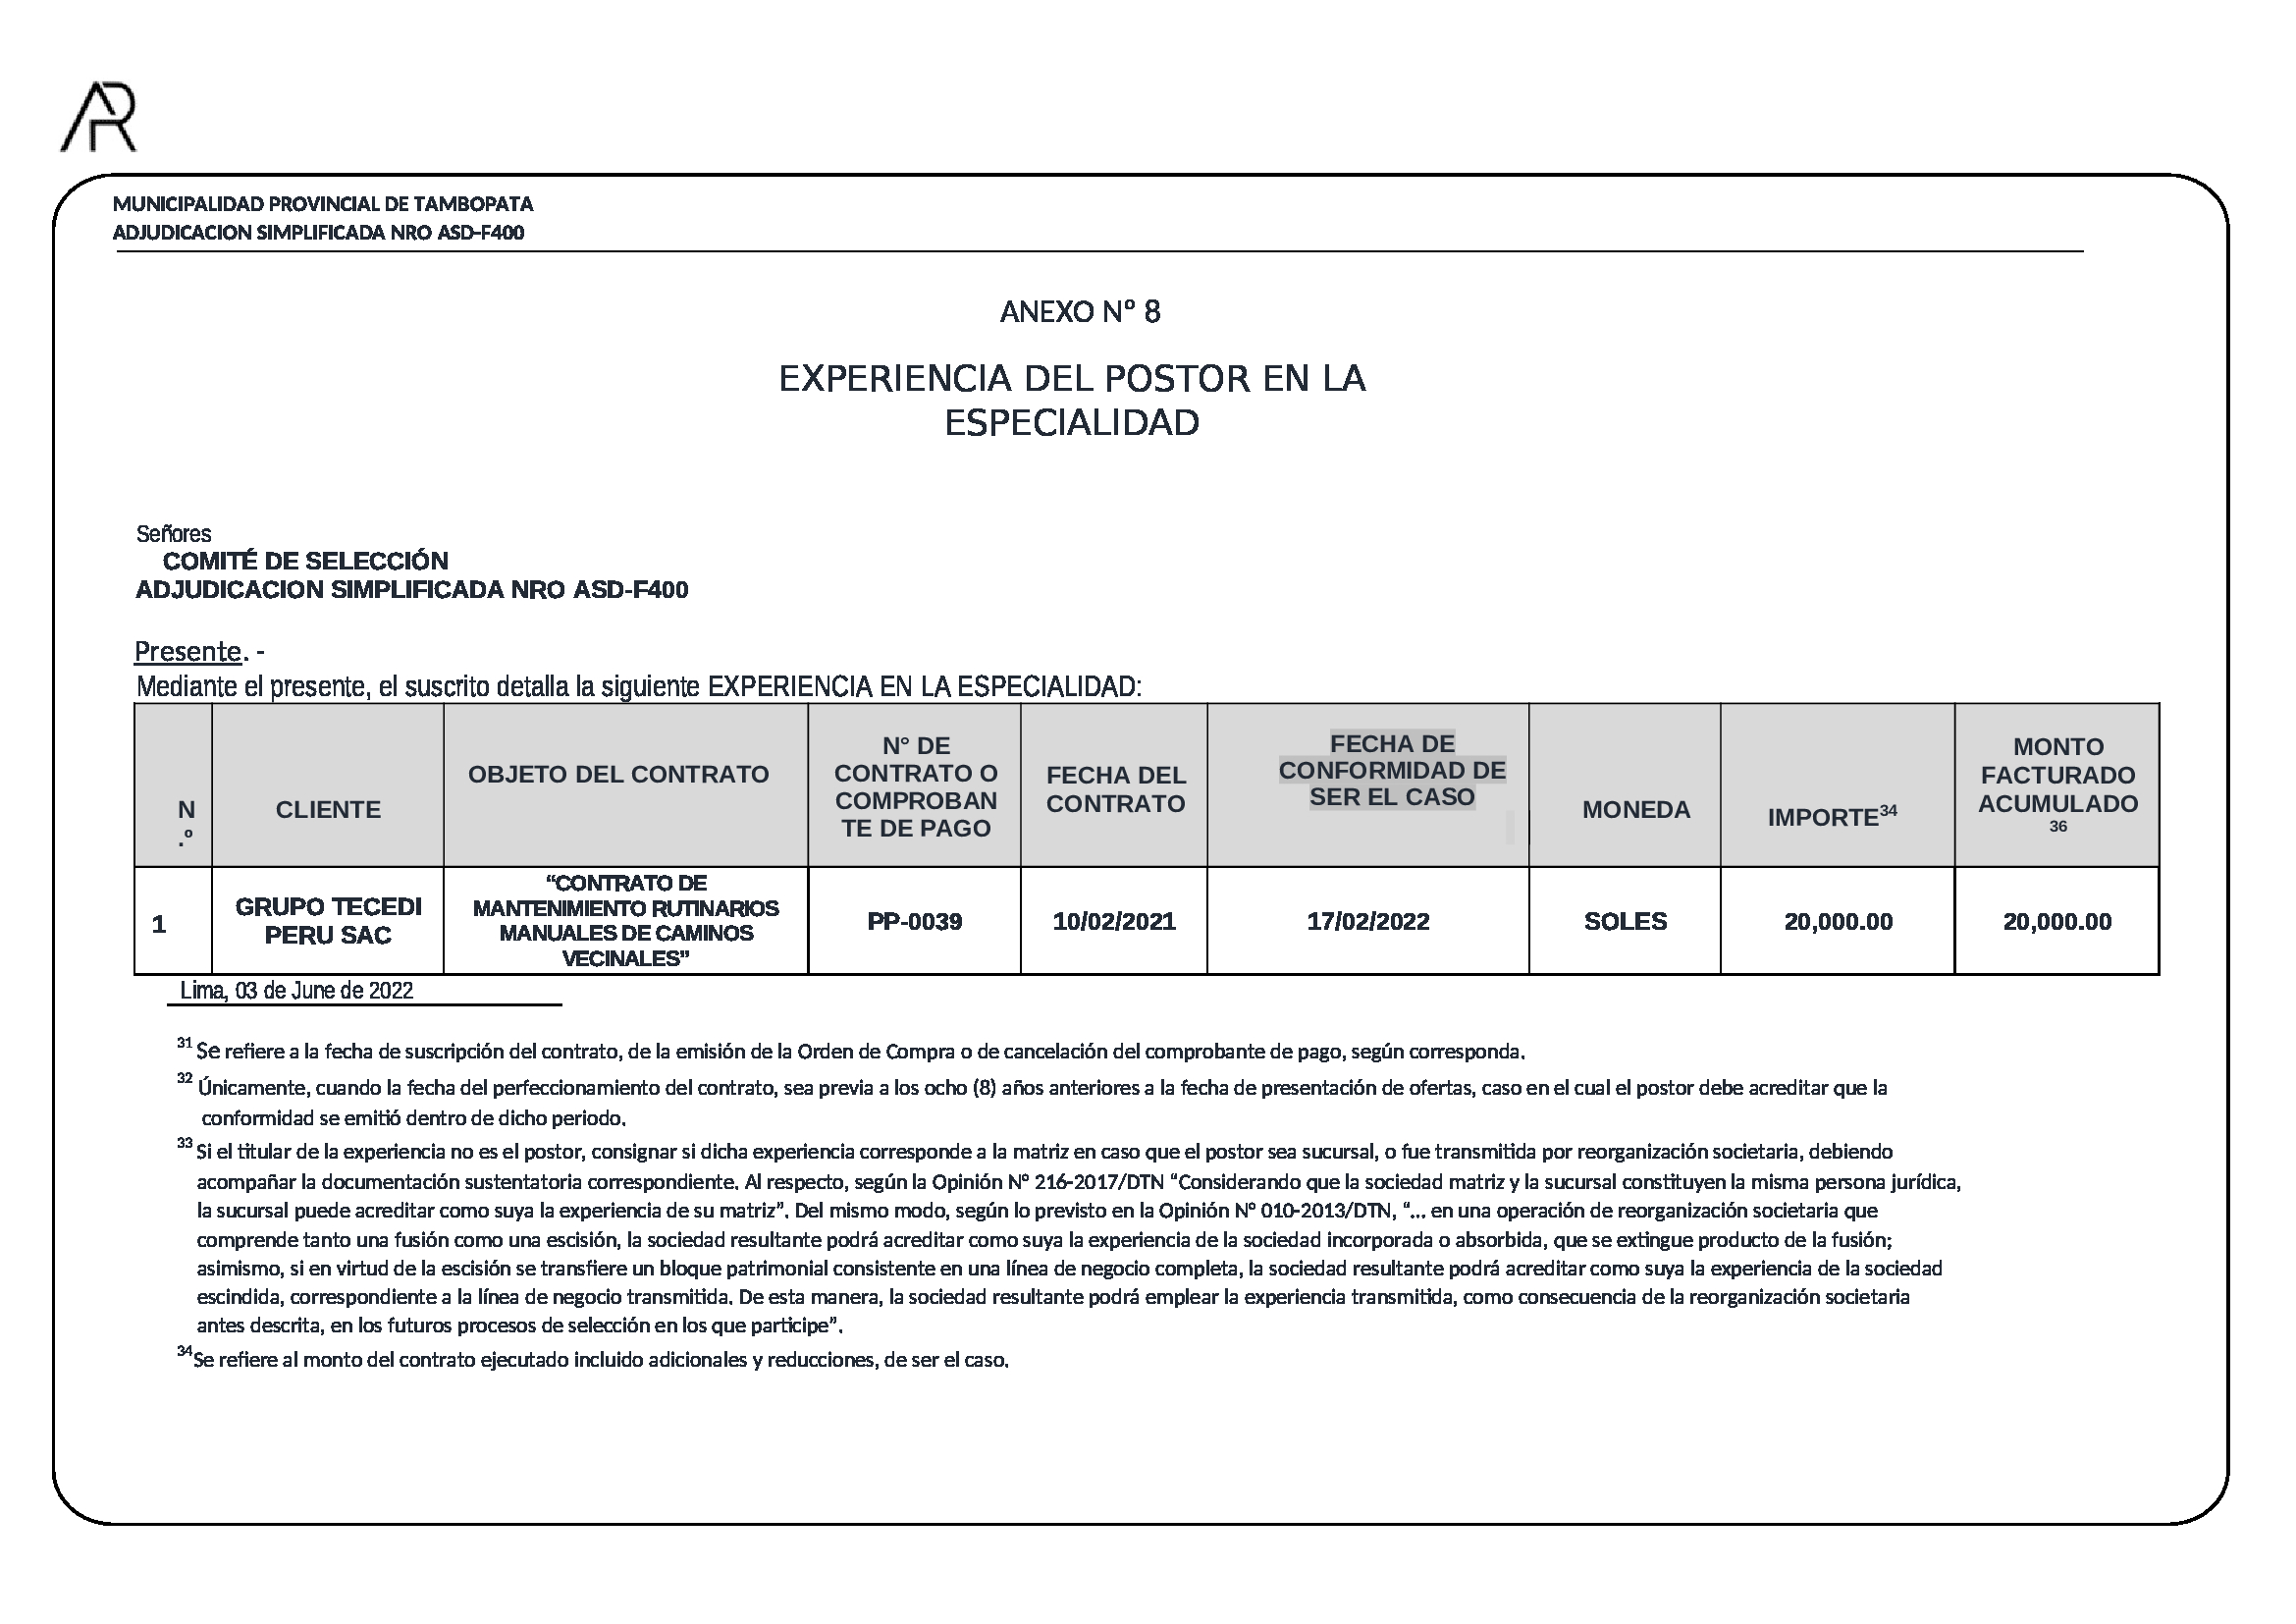 AR
MUNICIPALIDAD PROVINCIAL DE TAMBOPATA
ADJUDICACION SIMPLIFICADA NRO ASD-F400
ANEXO Nº 8
EXPERIENCIA DEL POSTOR EN LA
ESPECIALIDAD
Señores
COMITÉ DE SELECCIÓN
ADJUDICACION SIMPLIFICADA NRO ASD-F400
Presente. -
Mediante el presente, el suscrito detalla la siguiente EXPERIENCIA EN LA ESPECIALIDAD:
N
.º
CLIENTE
OBJETO DEL CONTRATO
N° DE
CONTRATO O
COMPROBAN
TE DE PAGO
FECHA DEL
CONTRATO
FECHA DE
CONFORMIDAD DE
SER EL CASO
MONEDA
IMPORTE34
MONTO
FACTURADO
ACUMULADO
36
1
GRUPO TECEDI
PERU SAC
“CONTRATO DE
MANTENIMIENTO RUTINARIOS
MANUALES DE CAMINOS
VECINALES”
PP-0039
10/02/2021
17/02/2022
SOLES
20,000.00
20,000.00
Lima, 03 de June de 2022
31 Se refiere a la fecha de suscripción del contrato, de la emisión de la Orden de Compra o de cancelación del comprobante de pago, según corresponda.
32 Únicamente, cuando la fecha del perfeccionamiento del contrato, sea previa a los ocho (8) años anteriores a la fecha de presentación de ofertas, caso en el cual el postor debe acreditar que la
conformidad se emitió dentro de dicho periodo.
33 Si el titular de la experiencia no es el postor, consignar si dicha experiencia corresponde a la matriz en caso que el postor sea sucursal, o fue transmitida por reorganización societaria, debiendo
acompañar la documentación sustentatoria correspondiente. Al respecto, según la Opinión Nº 216-2017/DTN “Considerando que la sociedad matriz y la sucursal constituyen la misma persona jurídica,
la sucursal puede acreditar como suya la experiencia de su matriz”. Del mismo modo, según lo previsto en la Opinión Nº 010-2013/DTN, “... en una operación de reorganización societaria que
comprende tanto una fusión como una escisión, la sociedad resultante podrá acreditar como suya la experiencia de la sociedad incorporada o absorbida, que se extingue producto de la fusión;
asimismo, si en virtud de la escisión se transfiere un bloque patrimonial consistente en una línea de negocio completa, la sociedad resultante podrá acreditar como suya la experiencia de la sociedad
escindida, correspondiente a la línea de negocio transmitida. De esta manera, la sociedad resultante podrá emplear la experiencia transmitida, como consecuencia de la reorganización societaria
antes descrita, en los futuros procesos de selección en los que participe”.
34Se refiere al monto del contrato ejecutado incluido adicionales y reducciones, de ser el caso.